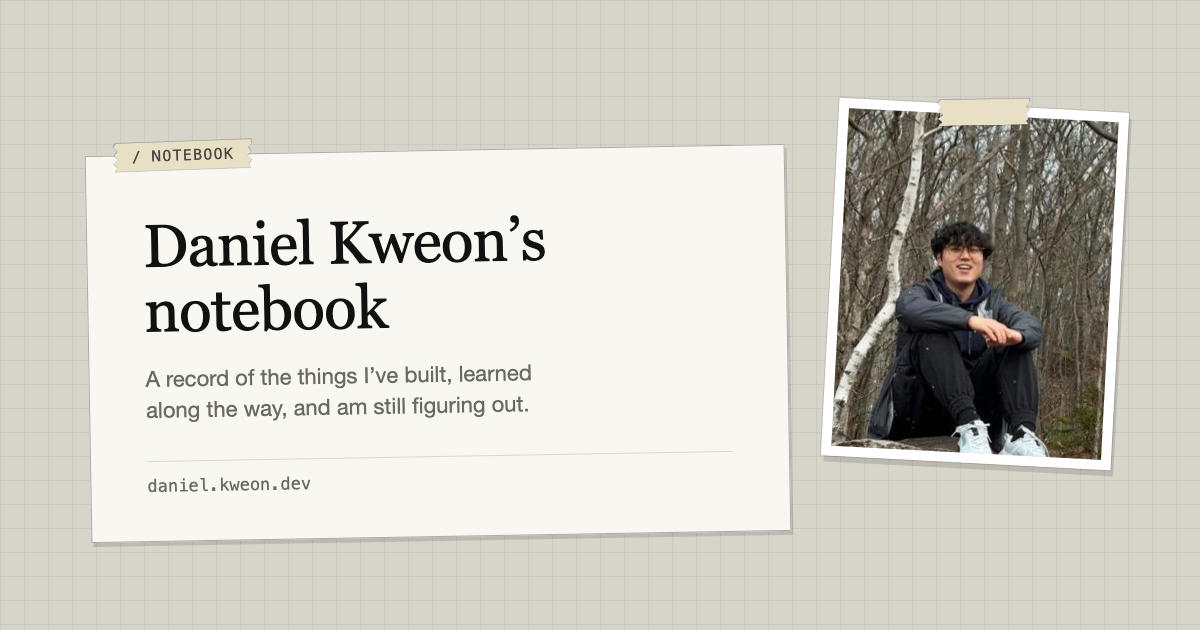 / NOTEBOOK
Daniel Kweon’s
notebook
A record of the things I’ve built, learned
along the way, and am still figuring out.
daniel.kweon.dev